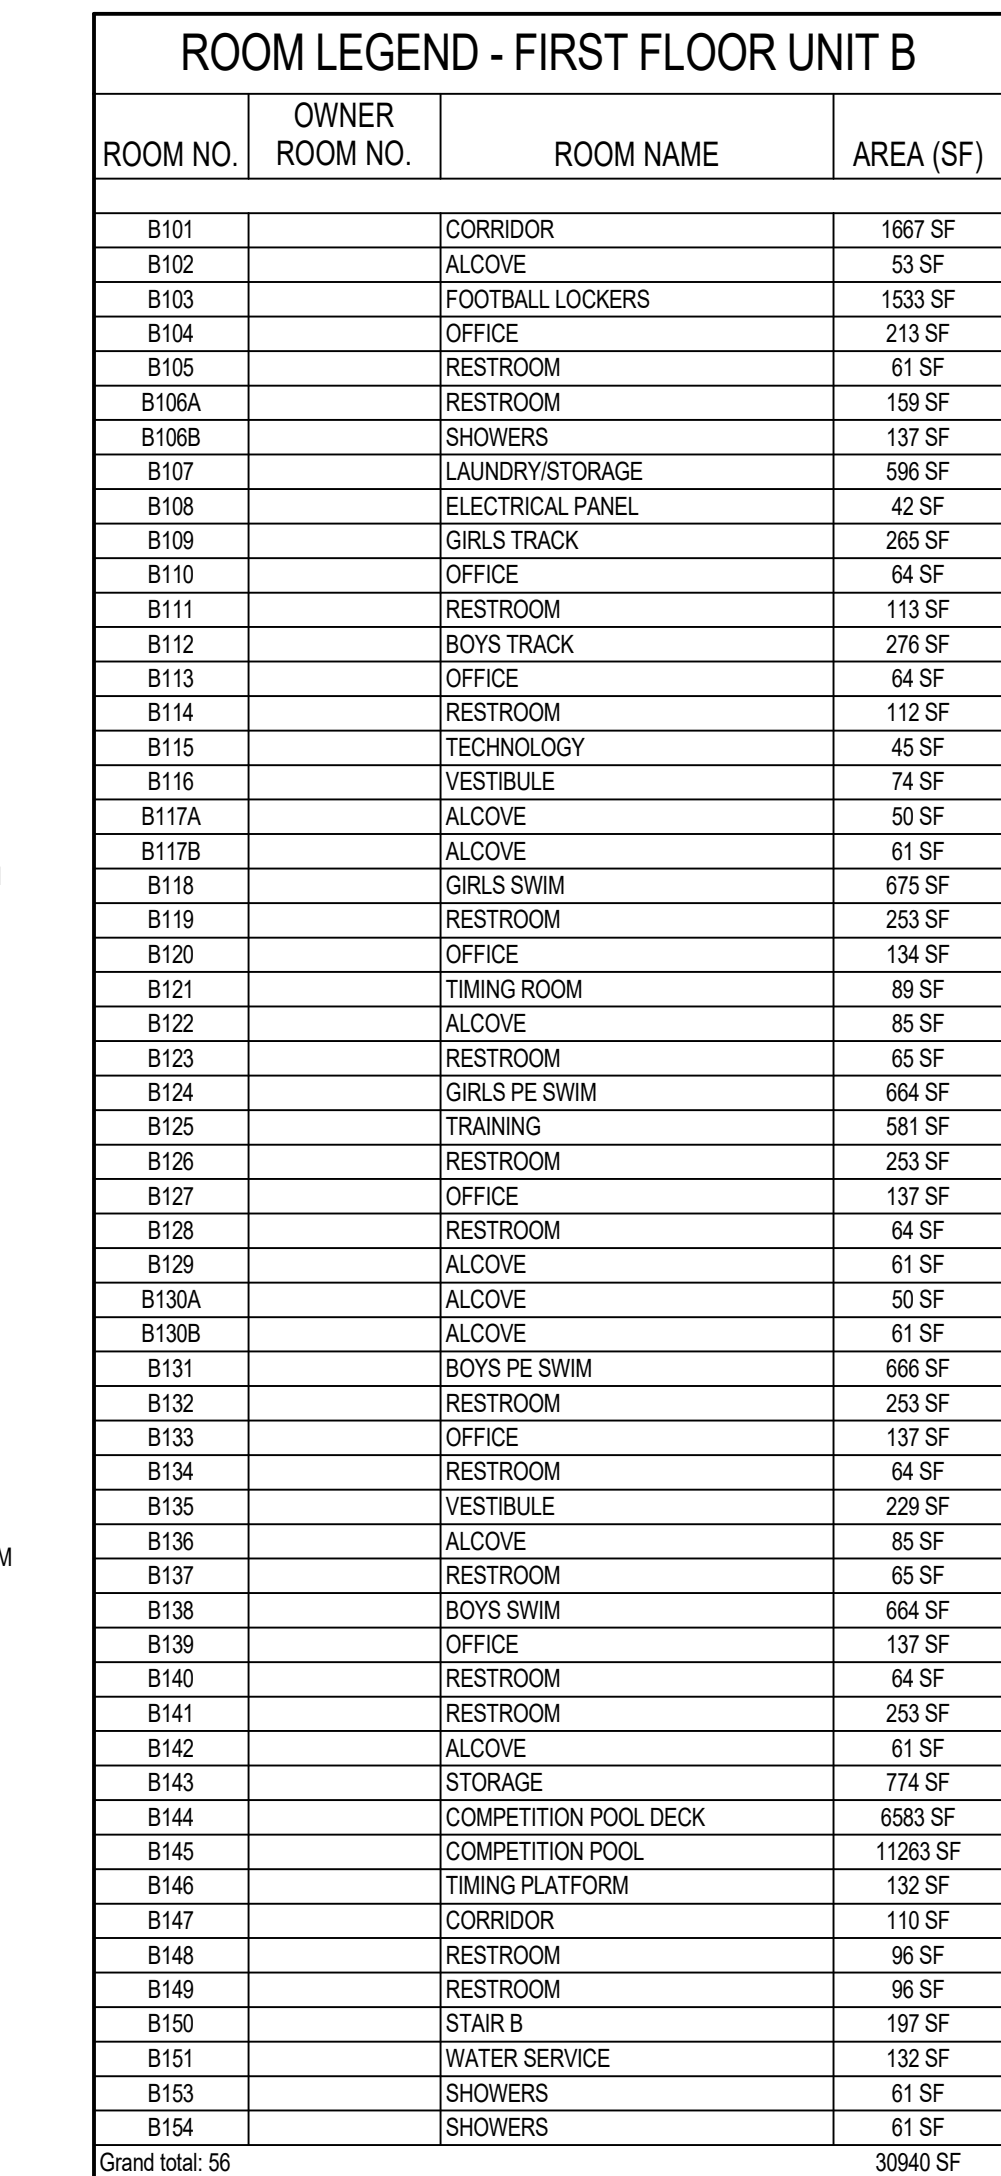 ROOM LEGEND - FIRST FLOOR UNIT B
ROOM NO. OWNER ROOM NO. ROOM NAME AREA (SF)
B101 CORRIDOR 1667 SF
B102 ALCOVE 53 SF
B103 FOOTBALL LOCKERS 1533 SF
B104 OFFICE 213 SF
B105 RESTROOM 61 SF
B106A RESTROOM 159 SF
B106B SHOWERS 137 SF
B107 LAUNDRY/STORAGE 596 SF
B108 ELECTRICAL PANEL 42 SF
B109 GIRLS TRACK 265 SF
B110 OFFICE 64 SF
B111 RESTROOM 113 SF
B112 BOYS TRACK 276 SF
B113 OFFICE 64 SF
B114 RESTROOM 112 SF
B115 TECHNOLOGY 45 SF
B116 VESTIBULE 74 SF
B117A ALCOVE 50 SF
B117B ALCOVE 61 SF
B118 GIRLS SWIM 675 SF
B119 RESTROOM 253 SF
B120 OFFICE 134 SF
B121 TIMING ROOM 89 SF
B122 ALCOVE 85 SF
B123 RESTROOM 65 SF
B124 GIRLS PE SWIM 664 SF
B125 TRAINING 581 SF
B126 RESTROOM 253 SF
B127 OFFICE 137 SF
B128 RESTROOM 64 SF
B129 ALCOVE 61 SF
B130A ALCOVE 50 SF
B130B ALCOVE 61 SF
B131 BOYS PE SWIM 666 SF
B132 RESTROOM 253 SF
B133 OFFICE 137 SF
B134 RESTROOM 64 SF
B135 VESTIBULE 229 SF
B136 ALCOVE 85 SF
M
B137 RESTROOM 65 SF
B138 BOYS SWIM 664 SF
B139 OFFICE 137 SF
B140 RESTROOM 64 SF
B141 RESTROOM 253 SF
B142 ALCOVE 61 SF
B143 STORAGE 774 SF
B144 COMPETITION POOL DECK 6583 SF
B145 COMPETITION POOL 11263 SF
B146 TIMING PLATFORM 132 SF
B147 CORRIDOR 110 SF
B148 RESTROOM 96 SF
B149 RESTROOM 96 SF
B150 STAIR B 197 SF
B151 WATER SERVICE 132 SF
B153 SHOWERS 61 SF
B154 SHOWERS 61 SF
Grand total: 56 30940 SF